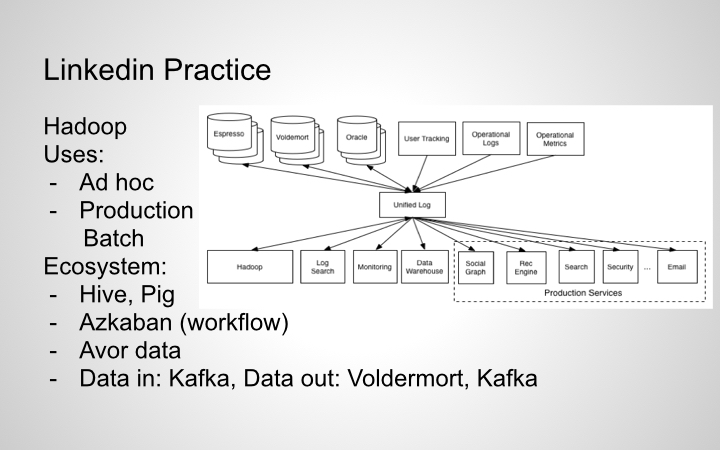 Linkedin Practice
Hadoop
Uses:
- Ad hoc
- Production
Batch
Ecosystem:
- Hive, Pig
- Azkaban (workflow)
- Avor data
- Data in: Kafka, Data out: Voldermort, Kafka
Espresso
Voldemort
Oracle
User Tracking
Operational
Logs
Operational
Metrics
Unified Log
Hadoop
Log
Search
Monitoring
Data
Warehouse
Social
Graph
Rec
Engine
Search
Security
...
Email
Production Services